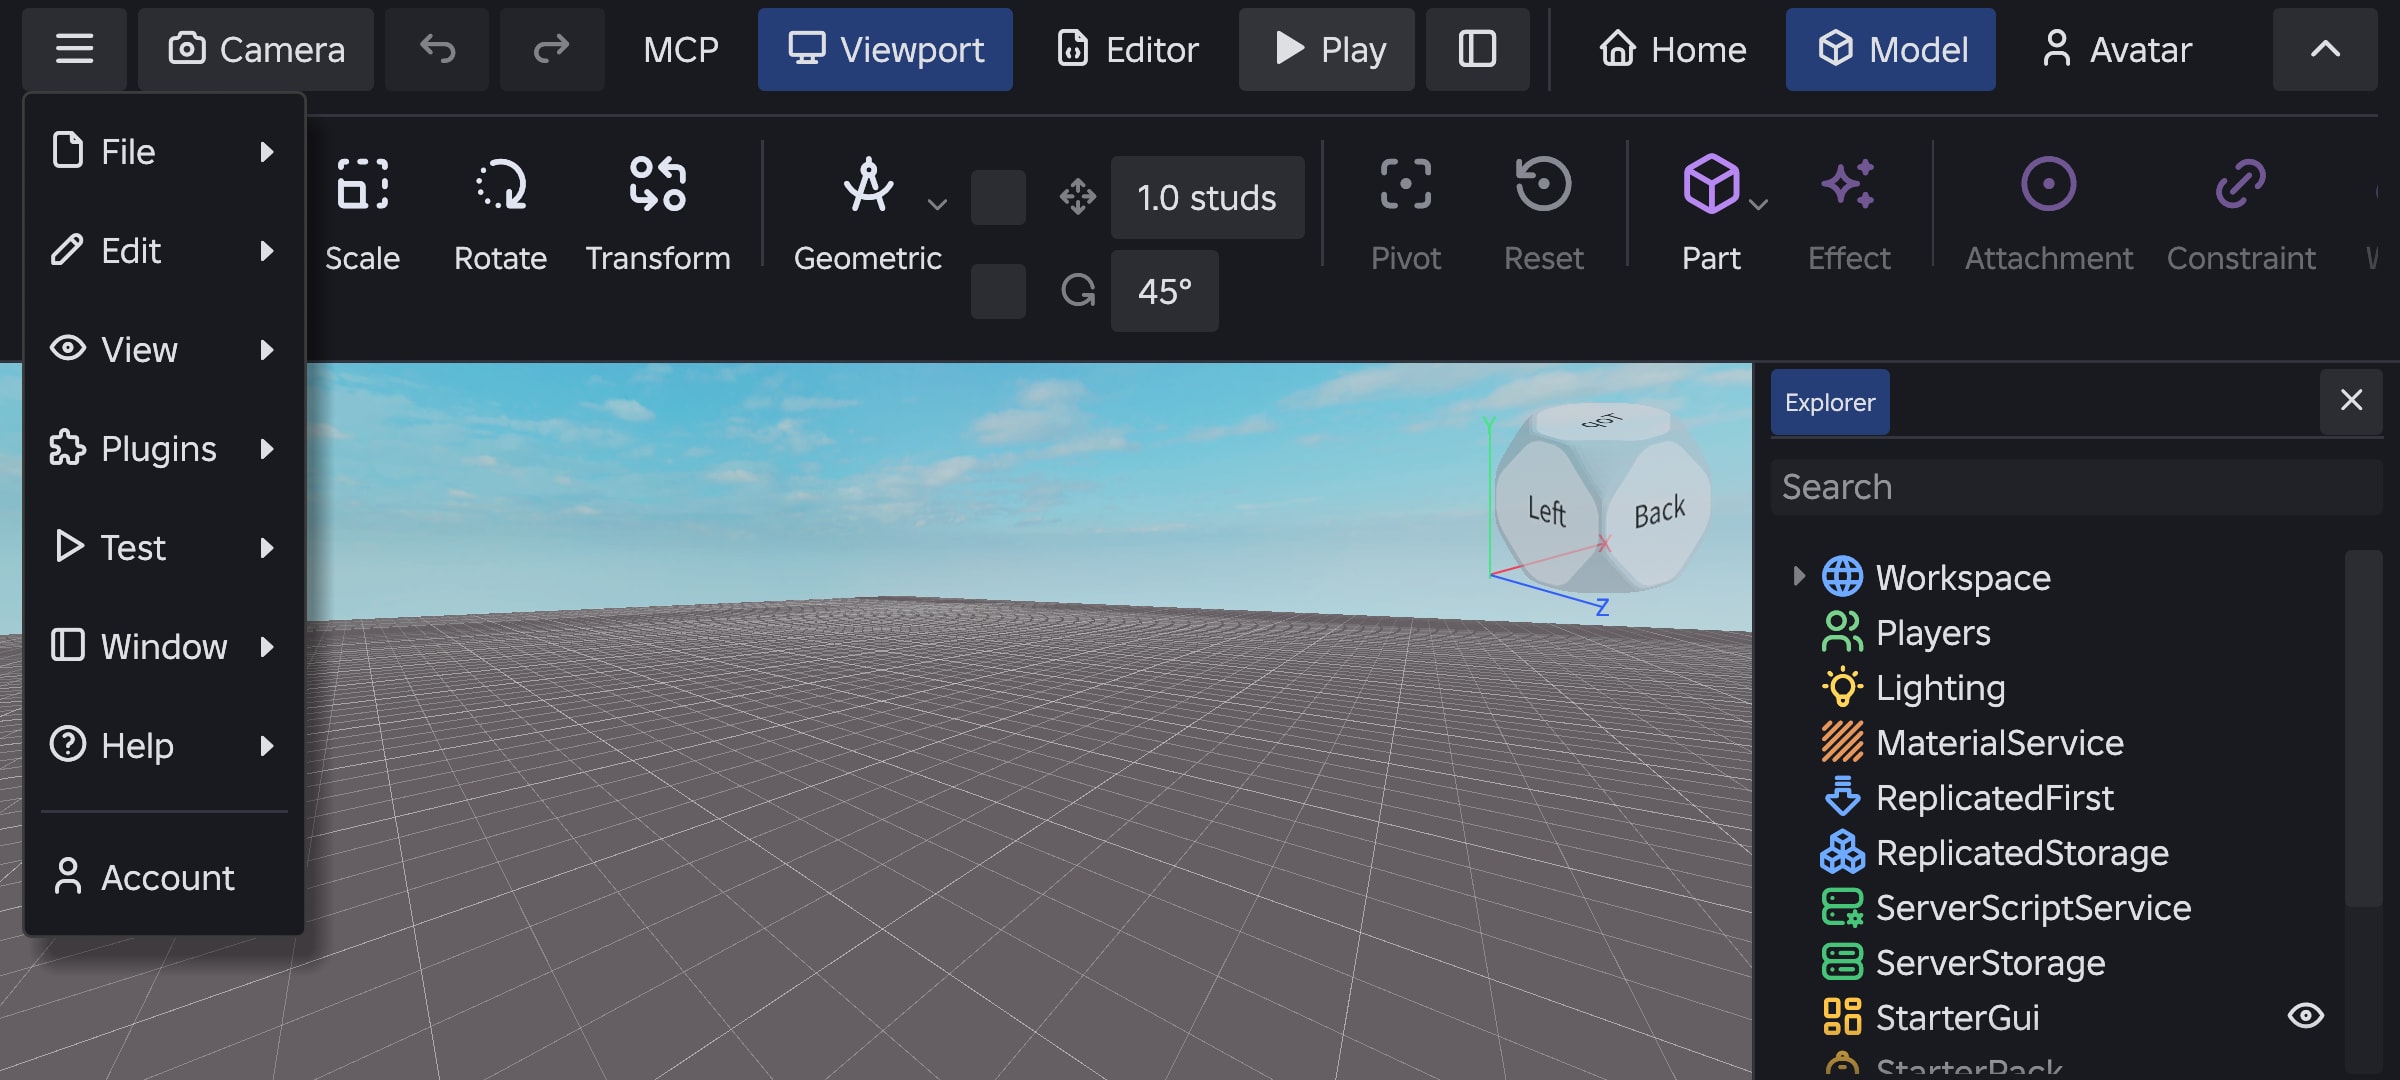 Camera
MCP
Viewport
Editor
Play
Home
Model
Avatar
File
Edit
View
Plugins
Test
Window
Help
Account
Scale
Rotate
Transform
Geometric
1.0 studs
45°
Pivot
Reset
Part
Effect
Attachment
Constraint
Top
Left
Back
Y
X
Z
Explorer
Search
Workspace
Players
Lighting
MaterialService
ReplicatedFirst
ReplicatedStorage
ServerScriptService
ServerStorage
StarterGui
StarterPack